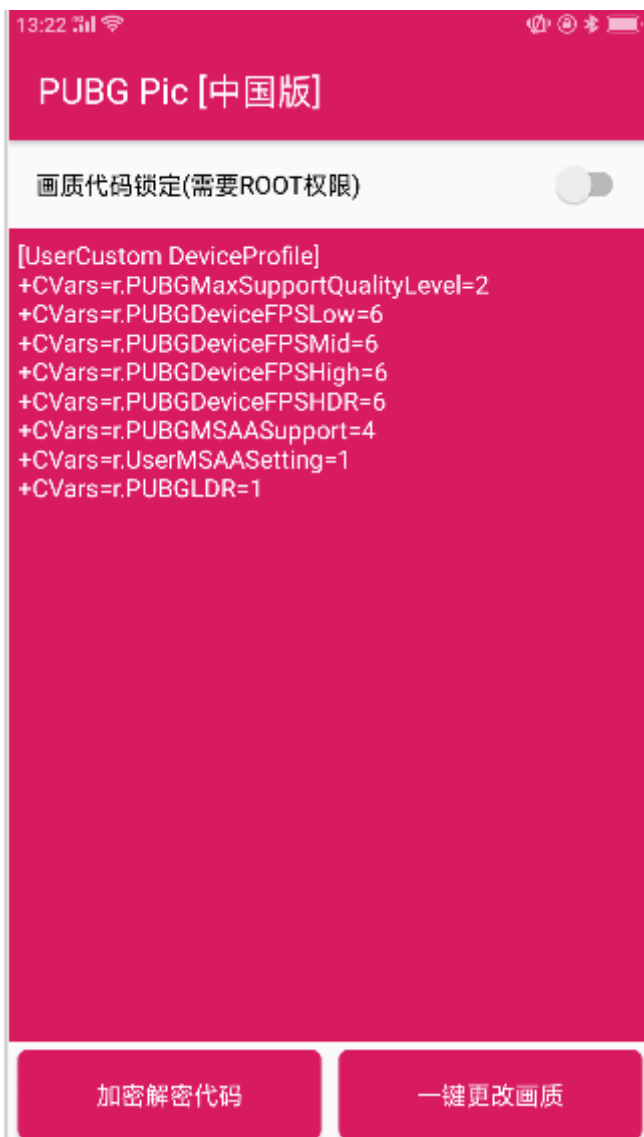 13:22
PUBG Pic [中国版]
画质代码锁定(需要ROOT权限)
[UserCustom DeviceProfile]
+CVars=r.PUBGMaxSupportQualityLevel=2
+CVars=r.PUBGDeviceFPSLow=6
+CVars=r.PUBGDeviceFPSMid=6
+CVars=r.PUBGDeviceFPSHigh=6
+CVars=r.PUBGDeviceFPSHDR=6
+CVars=r.PUBGMSAASupport=4
+CVars=r.UserMSAASetting=1
+CVars=r.PUBGLDR=1
加密解密代码
一键更改画质